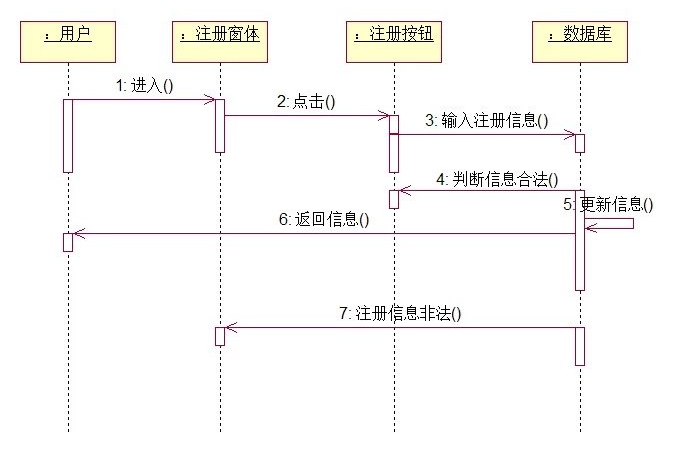 ：用户
：注册窗体
：注册按钮
：数据库
1: 进入()
2: 点击()
3: 输入注册信息()
4: 判断信息合法()
5: 更新信息()
6: 返回信息()
7: 注册信息非法()